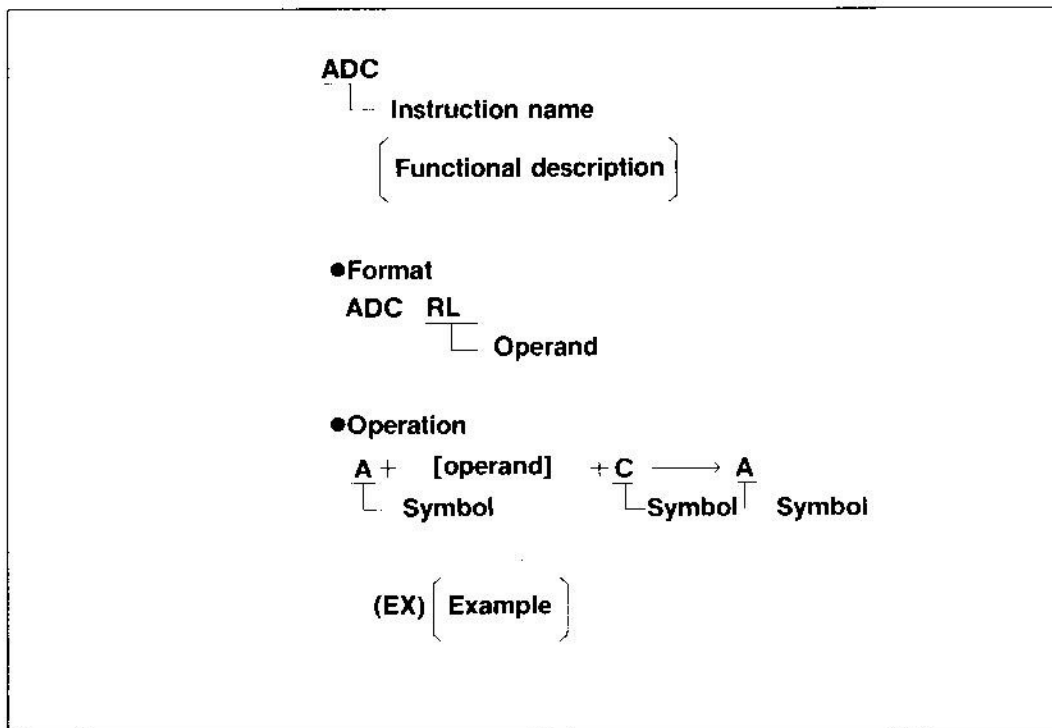 ADC
Instruction name
Functional description
●Format
ADC RL
Operand
●Operation
A + [operand] + C → A
Symbol Symbol Symbol
(EX) Example